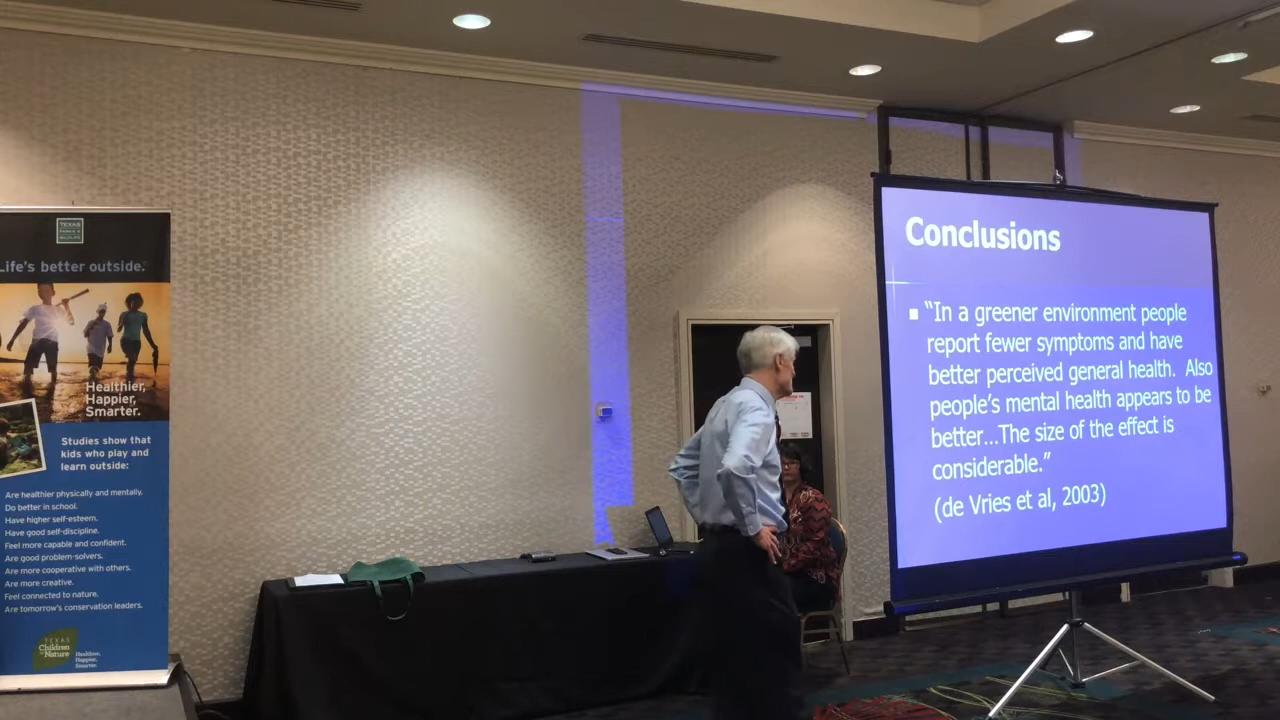 TEXAS
Life's better outside.
Healthier,
Happier,
Smarter.
Studies show that
kids who play and
learn outside:
Are healthier physically and mentally.
Do better in school.
Have higher self-esteem.
Have good self-discipline.
Feel more capable and confident.
Are good problem-solvers.
Are more cooperative with others.
Are more creative.
Feel connected to nature.
Are tomorrow's conservation leaders.
TEXAS
Children
in Nature
Healthier,
Happier,
Smarter.
Conclusions
"In a greener environment people
report fewer symptoms and have
better perceived general health. Also
people's mental health appears to be
better...The size of the effect is
considerable."
(de Vries et al, 2003)